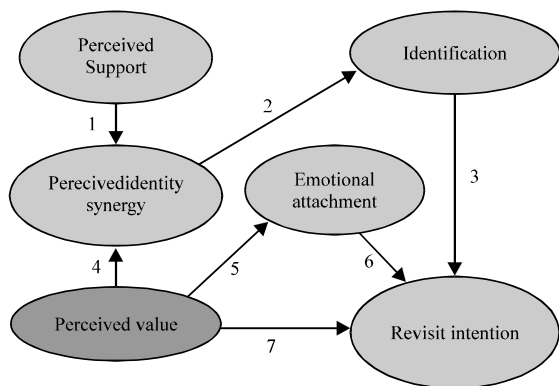 Perceived
Support
Identification
1
2
Perecivedidentity
synergy
Emotional
attachment
3
4
5
6
Perceived value
7
Revisit intention